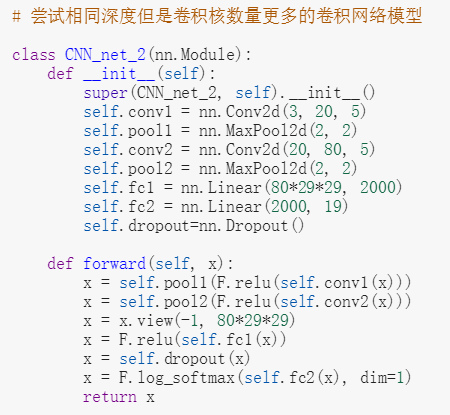 # 尝试相同深度但是卷积核数量更多的卷积网络模型
class CNN_net_2(nn.Module):
    def __init__(self):
        super(CNN_net_2, self).__init__()
        self.conv1 = nn.Conv2d(3, 20, 5)
        self.pool1 = nn.MaxPool2d(2, 2)
        self.conv2 = nn.Conv2d(20, 80, 5)
        self.pool2 = nn.MaxPool2d(2, 2)
        self.fc1 = nn.Linear(80*29*29, 2000)
        self.fc2 = nn.Linear(2000, 19)
        self.dropout=nn.Dropout()
    def forward(self, x):
        x = self.pool1(F.relu(self.conv1(x)))
        x = self.pool2(F.relu(self.conv2(x)))
        x = x.view(-1, 80*29*29)
        x = F.relu(self.fc1(x))
        x = self.dropout(x)
        x = F.log_softmax(self.fc2(x), dim=1)
        return x